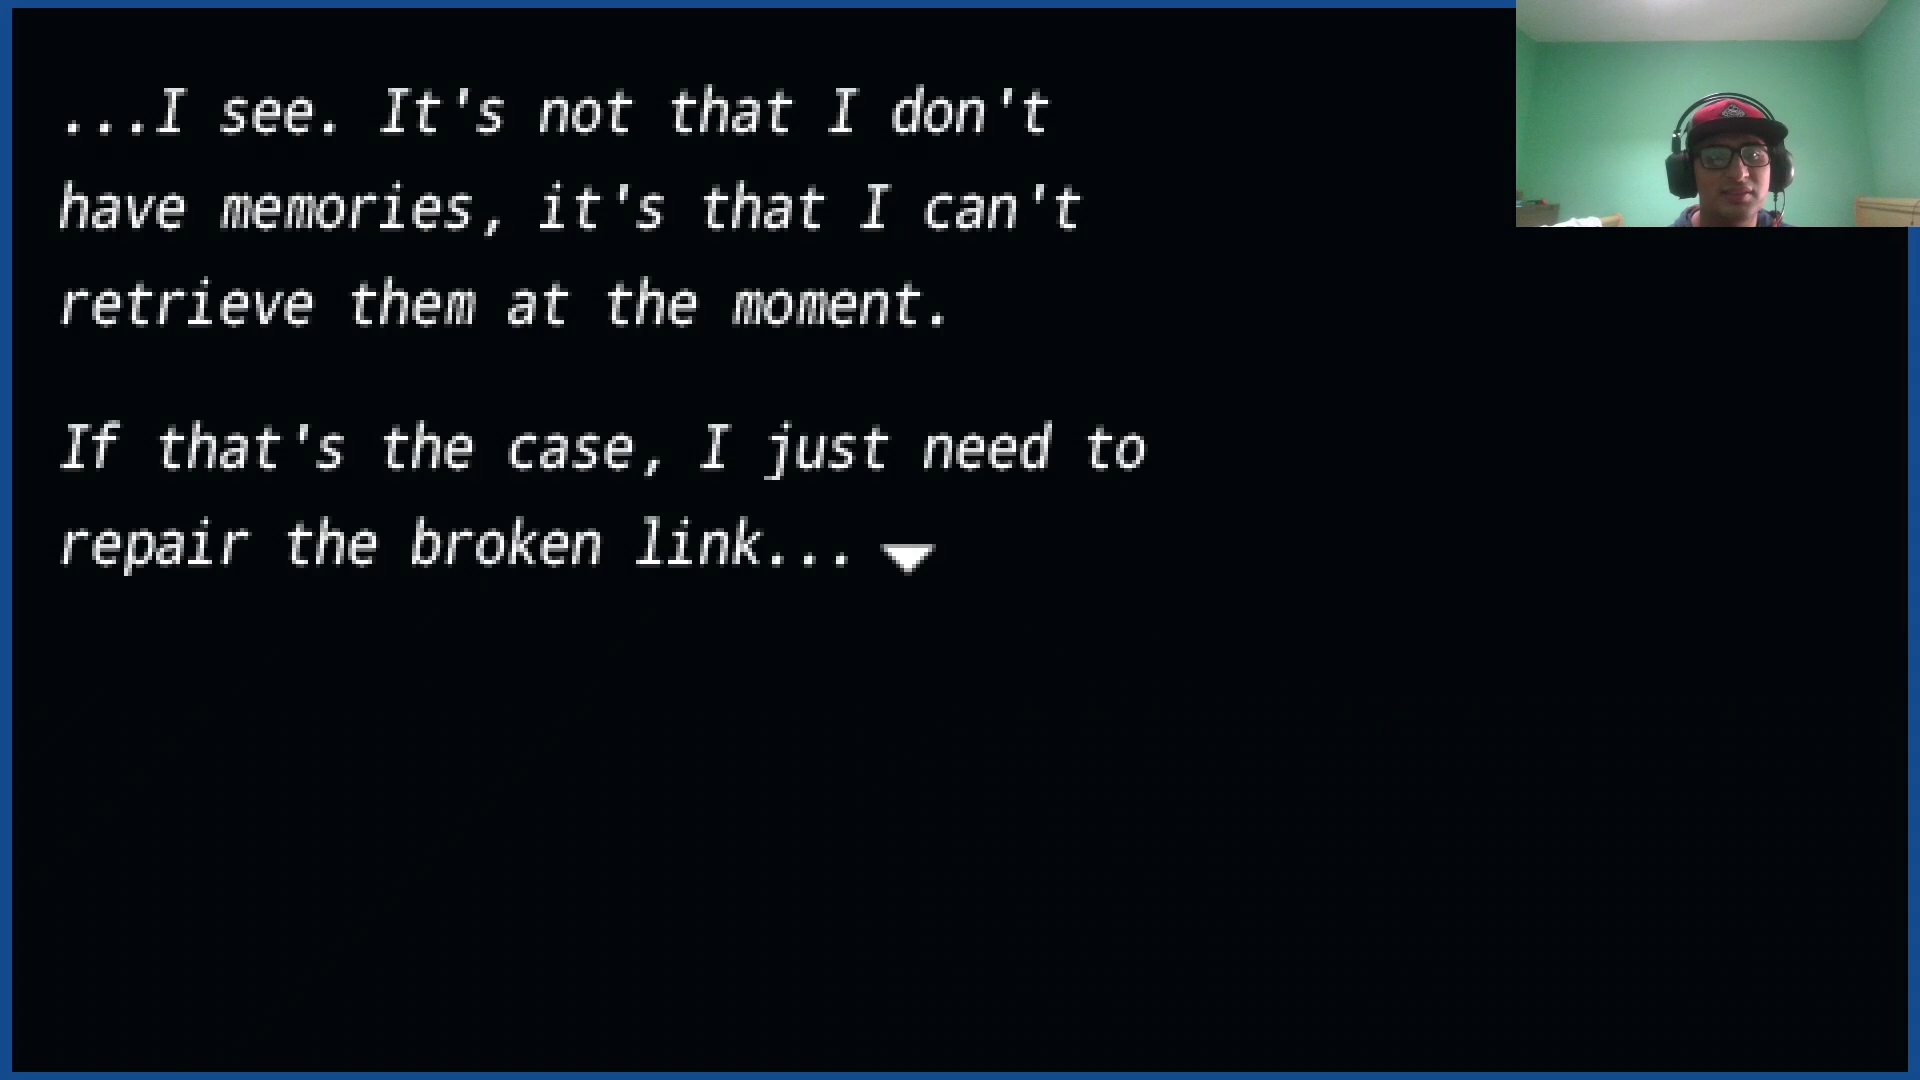 ...I see. It's not that I don't
have memories, it's that I can't
retrieve them at the moment.
If that's the case, I just need to
repair the broken link...